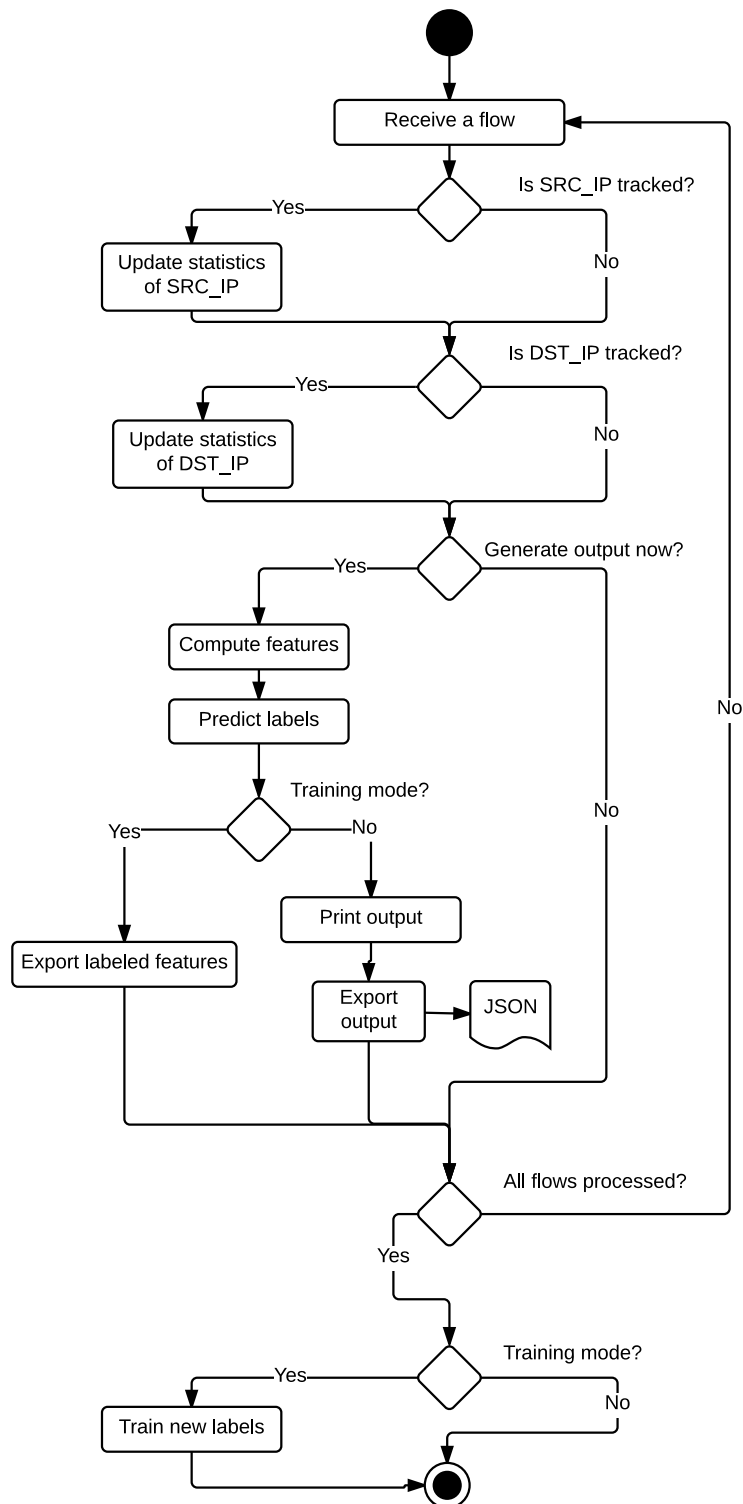 Receive a flow
Is SRC_IP tracked?
Yes
Update statistics
of SRC_IP
No
Is DST_IP tracked?
Yes
Update statistics
of DST_IP
No
Generate output now?
Yes
Compute features
Predict labels
No
Training mode?
Yes
No
No
Print output
Export labeled features
Export
output
JSON
All flows processed?
Yes
Training mode?
Yes
No
Train new labels